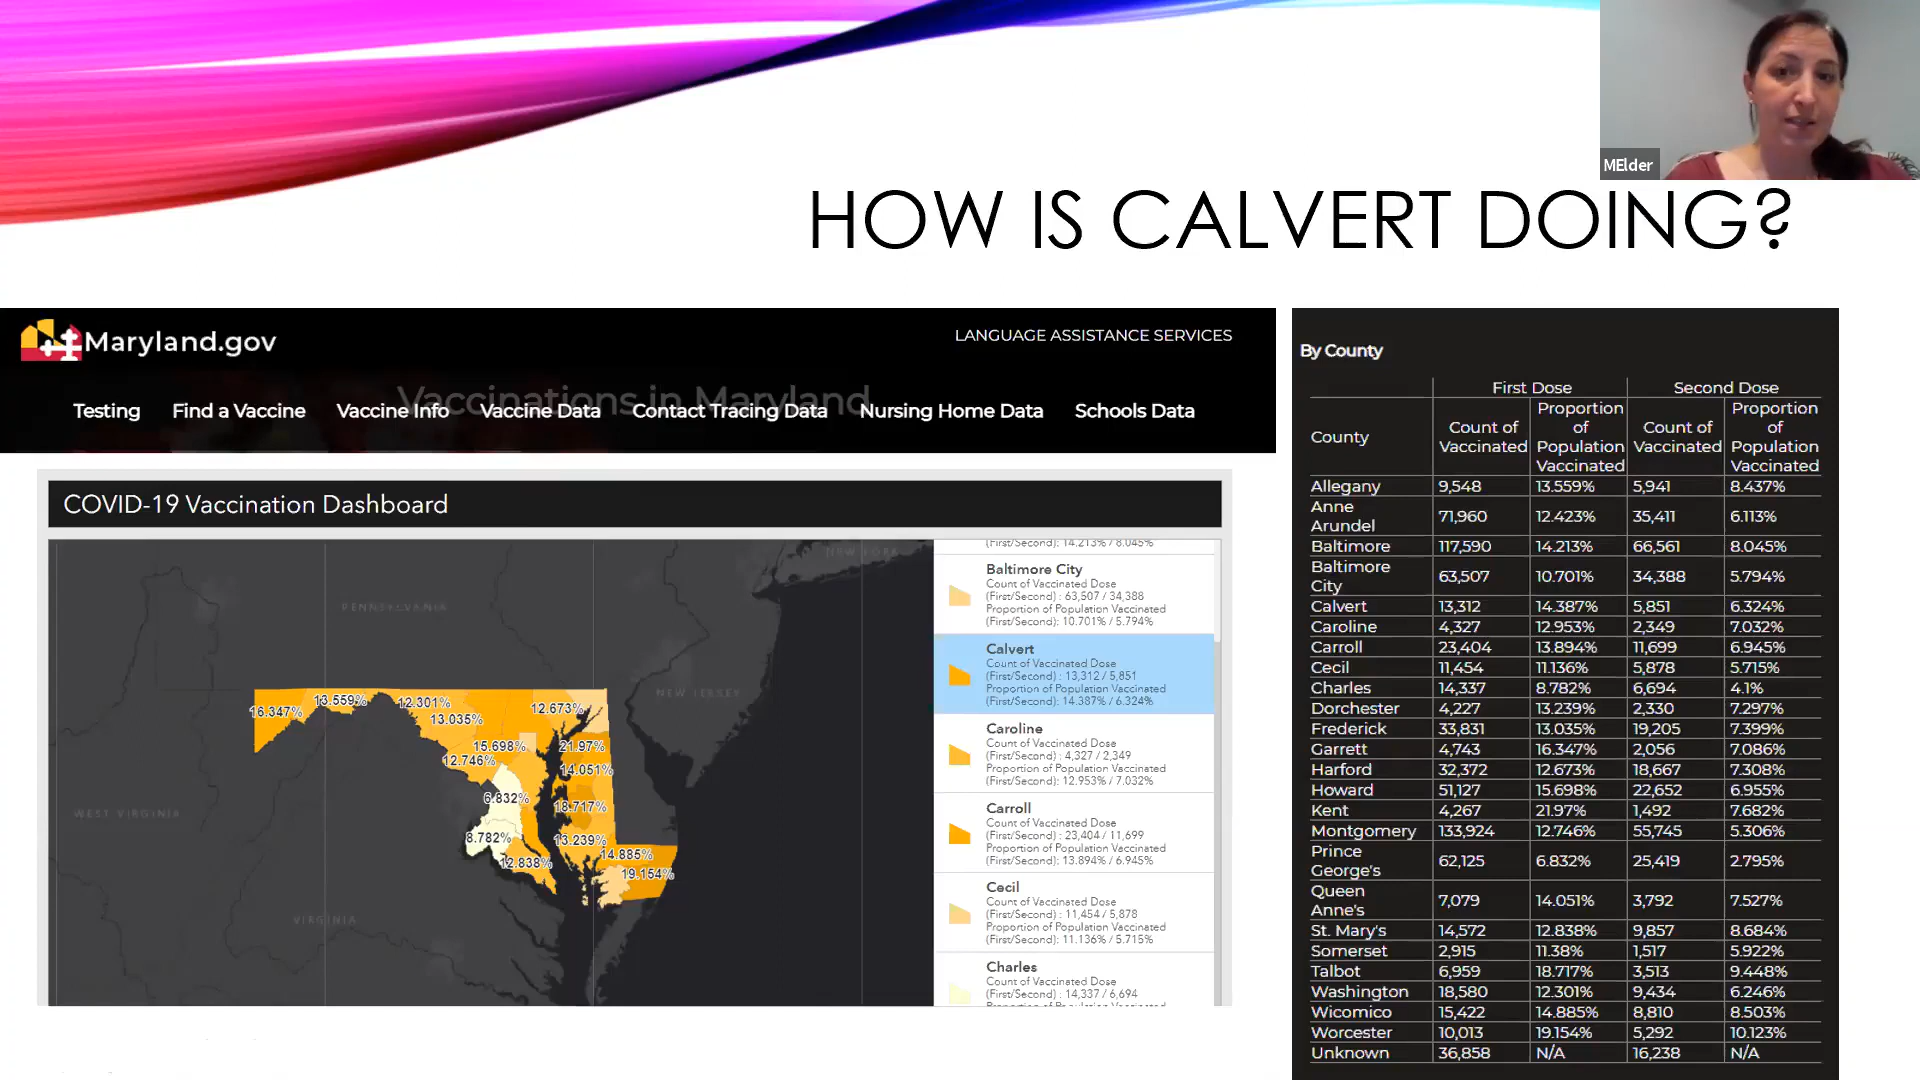 MElder
HOW IS CALVERT DOING?
Maryland.gov
LANGUAGE ASSISTANCE SERVICES
Vaccinations in Maryland
Testing Find a Vaccine Vaccine Info Vaccine Data Contact Tracing Data Nursing Home Data Schools Data
COVID-19 Vaccination Dashboard
NEW YORK
PENNSYLVANIA
NEW JERSEY
WEST VIRGINIA
VIRGINIA
16.347%
13.559%
12.301%
13.035%
12.673%
15.698%
21.97%
12.746%
14.051%
6.832%
18.717%
8.782%
13.239%
12.838%
14.885%
19.154%
(First/Second): 14.213% / 8.045%
Baltimore City
Count of Vaccinated Dose
(First/Second) : 63,507 / 34,388
Proportion of Population Vaccinated
(First/Second): 10.701% / 5.794%
Calvert
Count of Vaccinated Dose
(First/Second) : 13,312 / 5,851
Proportion of Population Vaccinated
(First/Second): 14.387% / 6.324%
Caroline
Count of Vaccinated Dose
(First/Second) : 4,327 / 2,349
Proportion of Population Vaccinated
(First/Second): 12.953% / 7.032%
Carroll
Count of Vaccinated Dose
(First/Second) : 23,404 / 11,699
Proportion of Population Vaccinated
(First/Second): 13.894% / 6.945%
Cecil
Count of Vaccinated Dose
(First/Second) : 11,454 / 5,878
Proportion of Population Vaccinated
(First/Second): 11.136% / 5.715%
Charles
Count of Vaccinated Dose
(First/Second) : 14,337 / 6,694
Proportion of Population Vaccinated
By County
First Dose Second Dose
County
Count of Vaccinated
Proportion of Population Vaccinated
Count of Vaccinated
Proportion of Population Vaccinated
Allegany 9,548 13.559% 5,941 8.437%
Anne Arundel 71,960 12.423% 35,411 6.113%
Baltimore 117,590 14.213% 66,561 8.045%
Baltimore City 63,507 10.701% 34,388 5.794%
Calvert 13,312 14.387% 5,851 6.324%
Caroline 4,327 12.953% 2,349 7.032%
Carroll 23,404 13.894% 11,699 6.945%
Cecil 11,454 11.136% 5,878 5.715%
Charles 14,337 8.782% 6,694 4.1%
Dorchester 4,227 13.239% 2,330 7.297%
Frederick 33,831 13.035% 19,205 7.399%
Garrett 4,743 16.347% 2,056 7.086%
Harford 32,372 12.673% 18,667 7.308%
Howard 51,127 15.698% 22,652 6.955%
Kent 4,267 21.97% 1,492 7.682%
Montgomery 133,924 12.746% 55,745 5.306%
Prince George's 62,125 6.832% 25,419 2.795%
Queen Anne's 7,079 14.051% 3,792 7.527%
St. Mary's 14,572 12.838% 9,857 8.684%
Somerset 2,915 11.38% 1,517 5.922%
Talbot 6,959 18.717% 3,513 9.448%
Washington 18,580 12.301% 9,434 6.246%
Wicomico 15,422 14.885% 8,810 8.503%
Worcester 10,013 19.154% 5,292 10.123%
Unknown 36,858 N/A 16,238 N/A